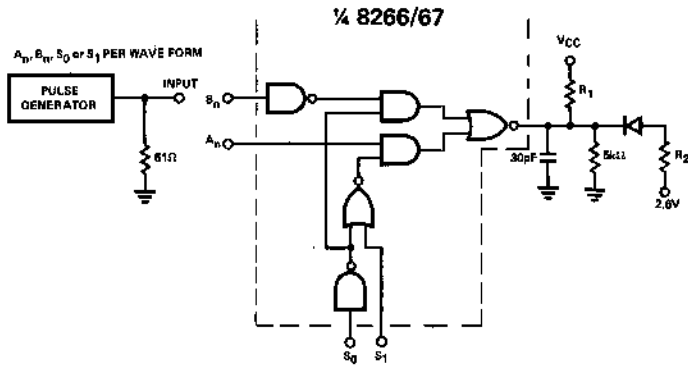 ¼ 8266/67
An, Bn, S0 or S1 PER WAVE FORM
PULSE
GENERATOR
INPUT
51Ω
Bn
An
S0
S1
VCC
R1
30pF
5kΩ
R2
2.6V